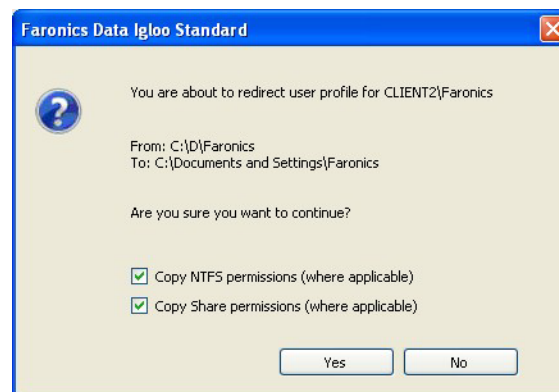 Faronics Data Igloo Standard
You are about to redirect user profile for CLIENT2\Faronics
From: C:\D\Faronics
To: C:\Documents and Settings\Faronics
Are you sure you want to continue?
Copy NTFS permissions (where applicable)
Copy Share permissions (where applicable)
Yes No